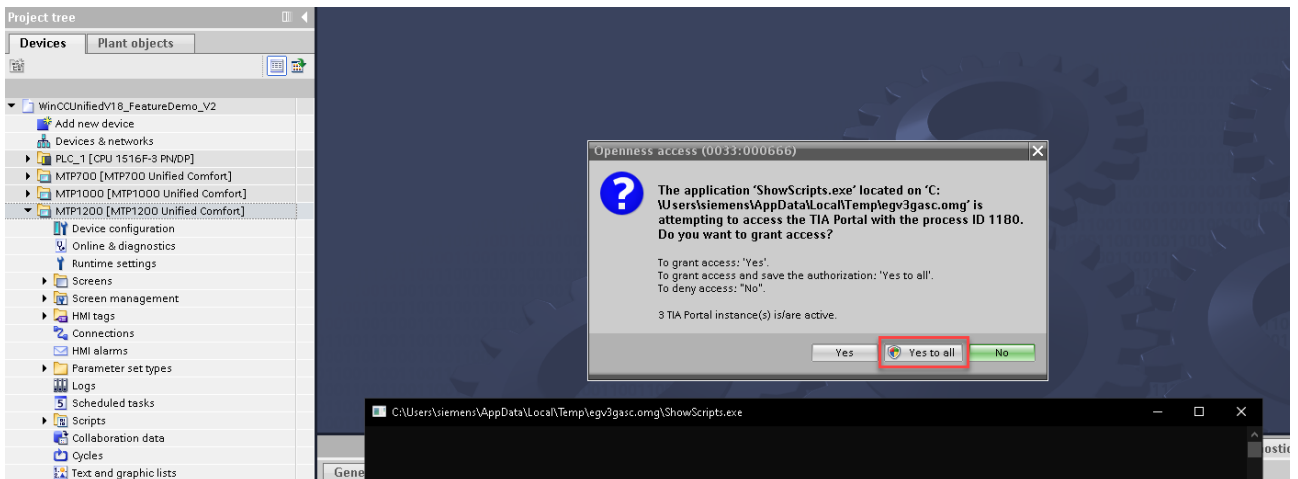 Project tree
Devices
Plant objects
WinCCUnifiedV18_FeatureDemo_V2
Add new device
Devices & networks
PLC_1 [CPU 1516F-3 PN/DP]
MTP700 [MTP700 Unified Comfort]
MTP1000 [MTP1000 Unified Comfort]
MTP1200 [MTP1200 Unified Comfort]
Device configuration
Online & diagnostics
Runtime settings
Screens
Screen management
HMI tags
Connections
HMI alarms
Parameter set types
Logs
Scheduled tasks
Scripts
Collaboration data
Cycles
Text and graphic lists
Openness access (0033:000666)
The application 'ShowScripts.exe' located on 'C:
\Users\siemens\AppData\Local\Temp\egv3gasc.omg' is
attempting to access the TIA Portal with the process ID 1180.
Do you want to grant access?
To grant access: 'Yes'.
To grant access and save the authorization: 'Yes to all'.
To deny access: "No".
3 TIA Portal instance(s) is/are active.
Yes
Yes to all
No
C:\Users\siemens\AppData\Local\Temp\egv3gasc.omg\ShowScripts.exe
Gene
ostic